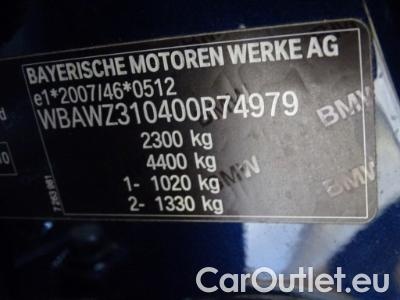 BAYERISCHE MOTOREN WERKE AG
e1*2007/46*0512
WBAWZ310400R74979
2300 kg
4400 kg
1- 1020 kg
2- 1330 kg
BMW
BMW
BMW
CarOutlet.eu